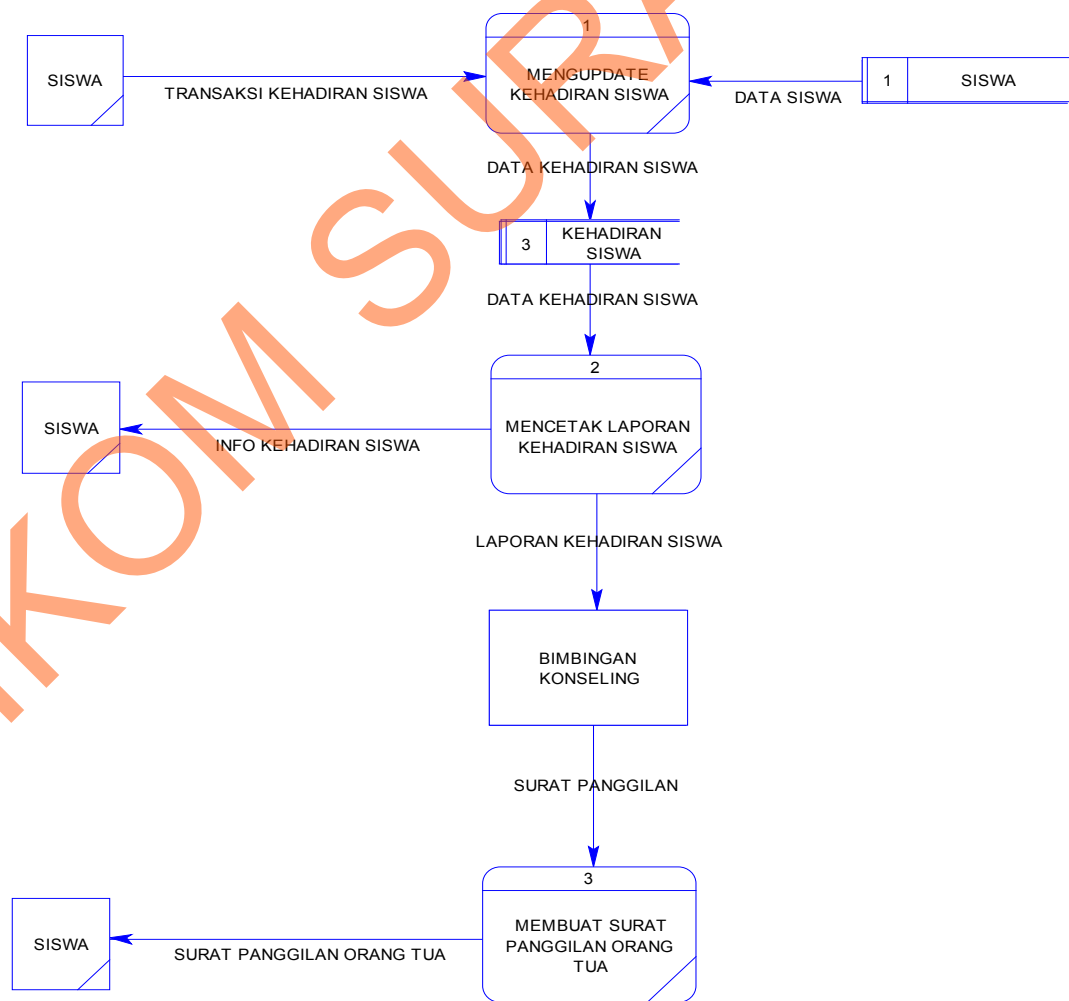 1
SISWA
MENGUPDATE
KEHADIRAN SISWA
1
SISWA
TRANSAKSI KEHADIRAN SISWA
DATA SISWA
DATA KEHADIRAN SISWA
3
KEHADIRAN
SISWA
DATA KEHADIRAN SISWA
2
SISWA
MENCETAK LAPORAN
KEHADIRAN SISWA
INFO KEHADIRAN SISWA
LAPORAN KEHADIRAN SISWA
BIMBINGAN
KONSELING
SURAT PANGGILAN
3
SISWA
MEMBUAT SURAT
PANGGILAN ORANG
TUA
SURAT PANGGILAN ORANG TUA
IKOM SURA